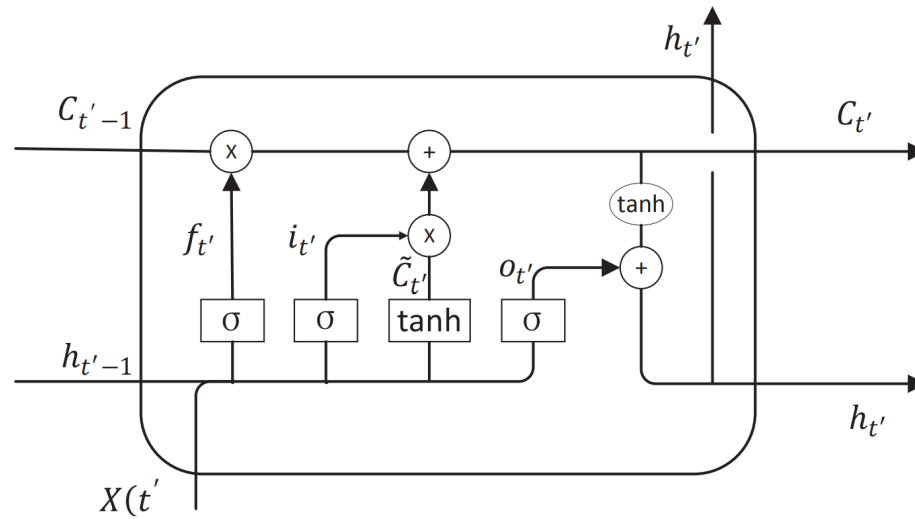 h_{t'}
C_{t'-1}
C_{t'}
x
+
tanh
f_{t'}
i_{t'}
x
o_{t'}
+
C̃_{t'}
σ
σ
tanh
σ
h_{t'-1}
h_{t'}
X(t'